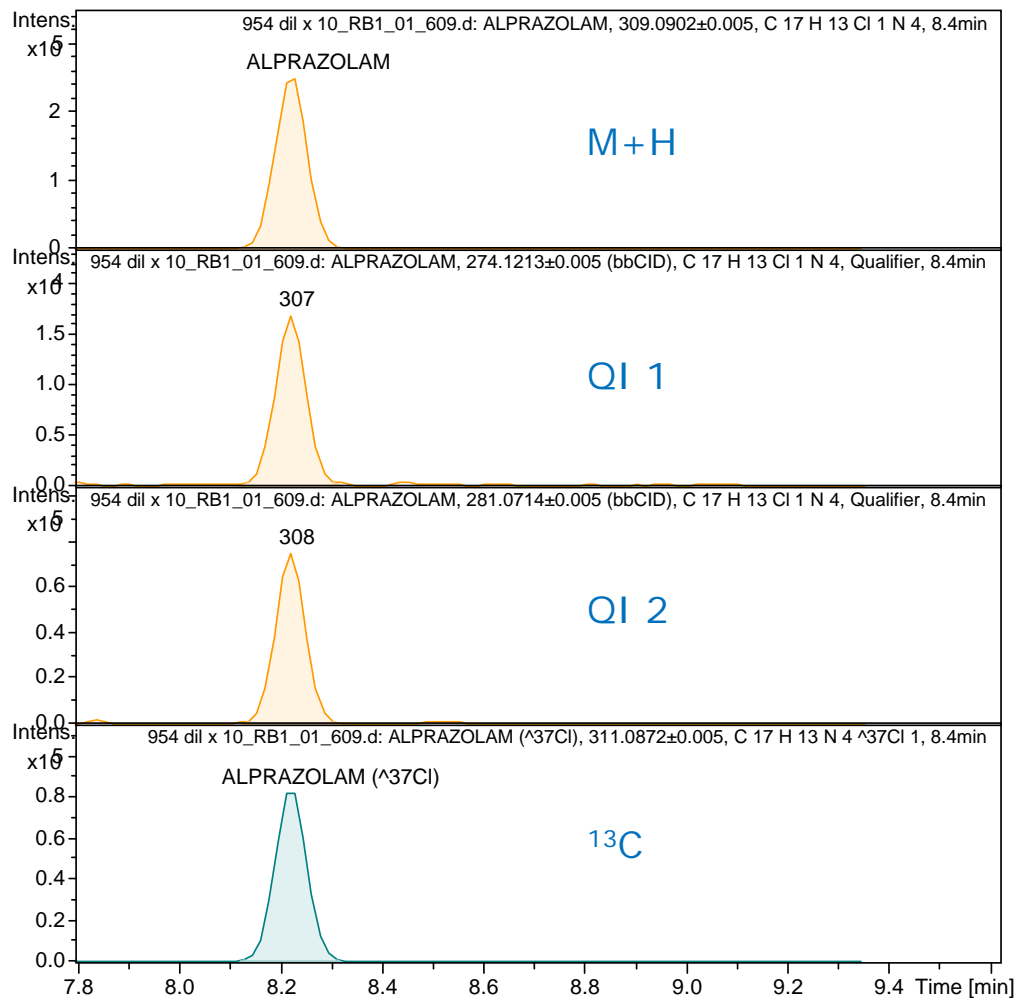 Intens.
x10
5
954 dil x 10_RB1_01_609.d: ALPRAZOLAM, 309.0902±0.005, C 17 H 13 Cl 1 N 4, 8.4min
ALPRAZOLAM
M+H
2
1
0
Intens.
x10
4
954 dil x 10_RB1_01_609.d: ALPRAZOLAM, 274.1213±0.005 (bbCID), C 17 H 13 Cl 1 N 4, Qualifier, 8.4min
307
QI 1
1.5
1.0
0.5
0.0
Intens.
x10
5
954 dil x 10_RB1_01_609.d: ALPRAZOLAM, 281.0714±0.005 (bbCID), C 17 H 13 Cl 1 N 4, Qualifier, 8.4min
308
QI 2
0.6
0.4
0.2
0.0
Intens.
x10
5
954 dil x 10_RB1_01_609.d: ALPRAZOLAM (^37Cl), 311.0872±0.005, C 17 H 13 N 4 ^37Cl 1, 8.4min
ALPRAZOLAM (^37Cl)
¹³C
0.8
0.6
0.4
0.2
0.0
7.8 8.0 8.2 8.4 8.6 8.8 9.0 9.2 9.4 Time [min]